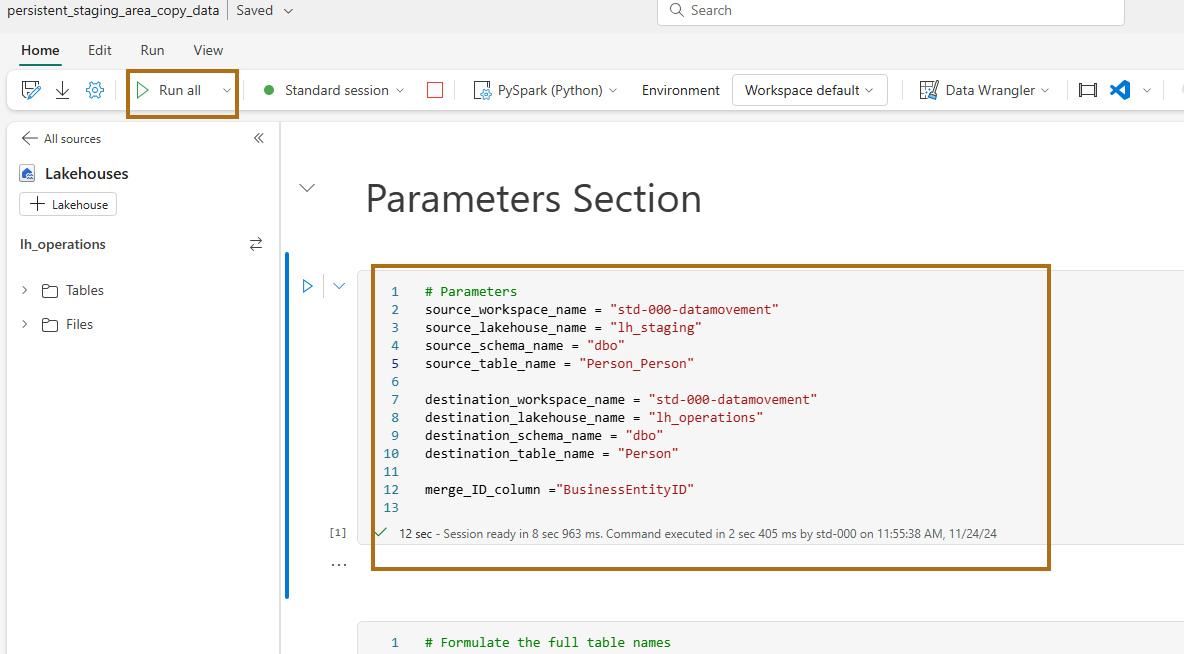 persistent_staging_area_copy_data
Saved
Search
Home
Edit
Run
View
Run all
Standard session
PySpark (Python)
Environment
Workspace default
Data Wrangler
All sources
Lakehouses
Lakehouse
lh_operations
Tables
Files
Parameters Section
1 # Parameters
2 source_workspace_name = "std-000-datamovement"
3 source_lakehouse_name = "lh_staging"
4 source_schema_name = "dbo"
5 source_table_name = "Person_Person"
6
7 destination_workspace_name = "std-000-datamovement"
8 destination_lakehouse_name = "lh_operations"
9 destination_schema_name = "dbo"
10 destination_table_name = "Person"
11
12 merge_ID_column ="BusinessEntityID"
13
[1]
12 sec - Session ready in 8 sec 963 ms. Command executed in 2 sec 405 ms by std-000 on 11:55:38 AM, 11/24/24
...
1 # Formulate the full table names